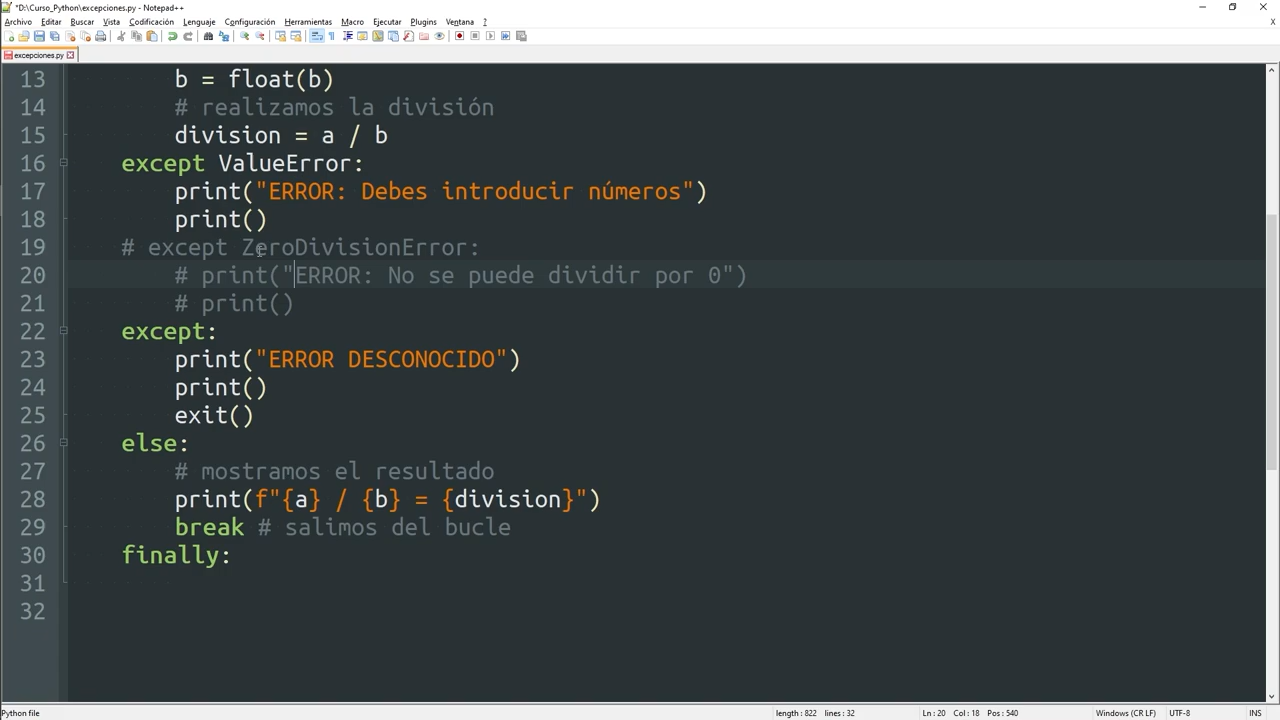 *D:\Curso_Python\excepciones.py - Notepad++
Archivo Editar Buscar Vista Codificación Lenguaje Configuración Herramientas Macro Ejecutar Plugins Ventana ?
X
excepciones.py
13 b = float(b)
14 # realizamos la división
15 division = a / b
16 except ValueError:
17 print("ERROR: Debes introducir números")
18 print()
19 # except ZeroDivisionError:
20 # print("ERROR: No se puede dividir por 0")
21 # print()
22 except:
23 print("ERROR DESCONOCIDO")
24 print()
25 exit()
26 else:
27 # mostramos el resultado
28 print(f"{a} / {b} = {division}")
29 break # salimos del bucle
30 finally:
31
32
Python file length : 822 lines : 32 Ln : 20 Col : 18 Pos : 540 Windows (CR LF) UTF-8 INS